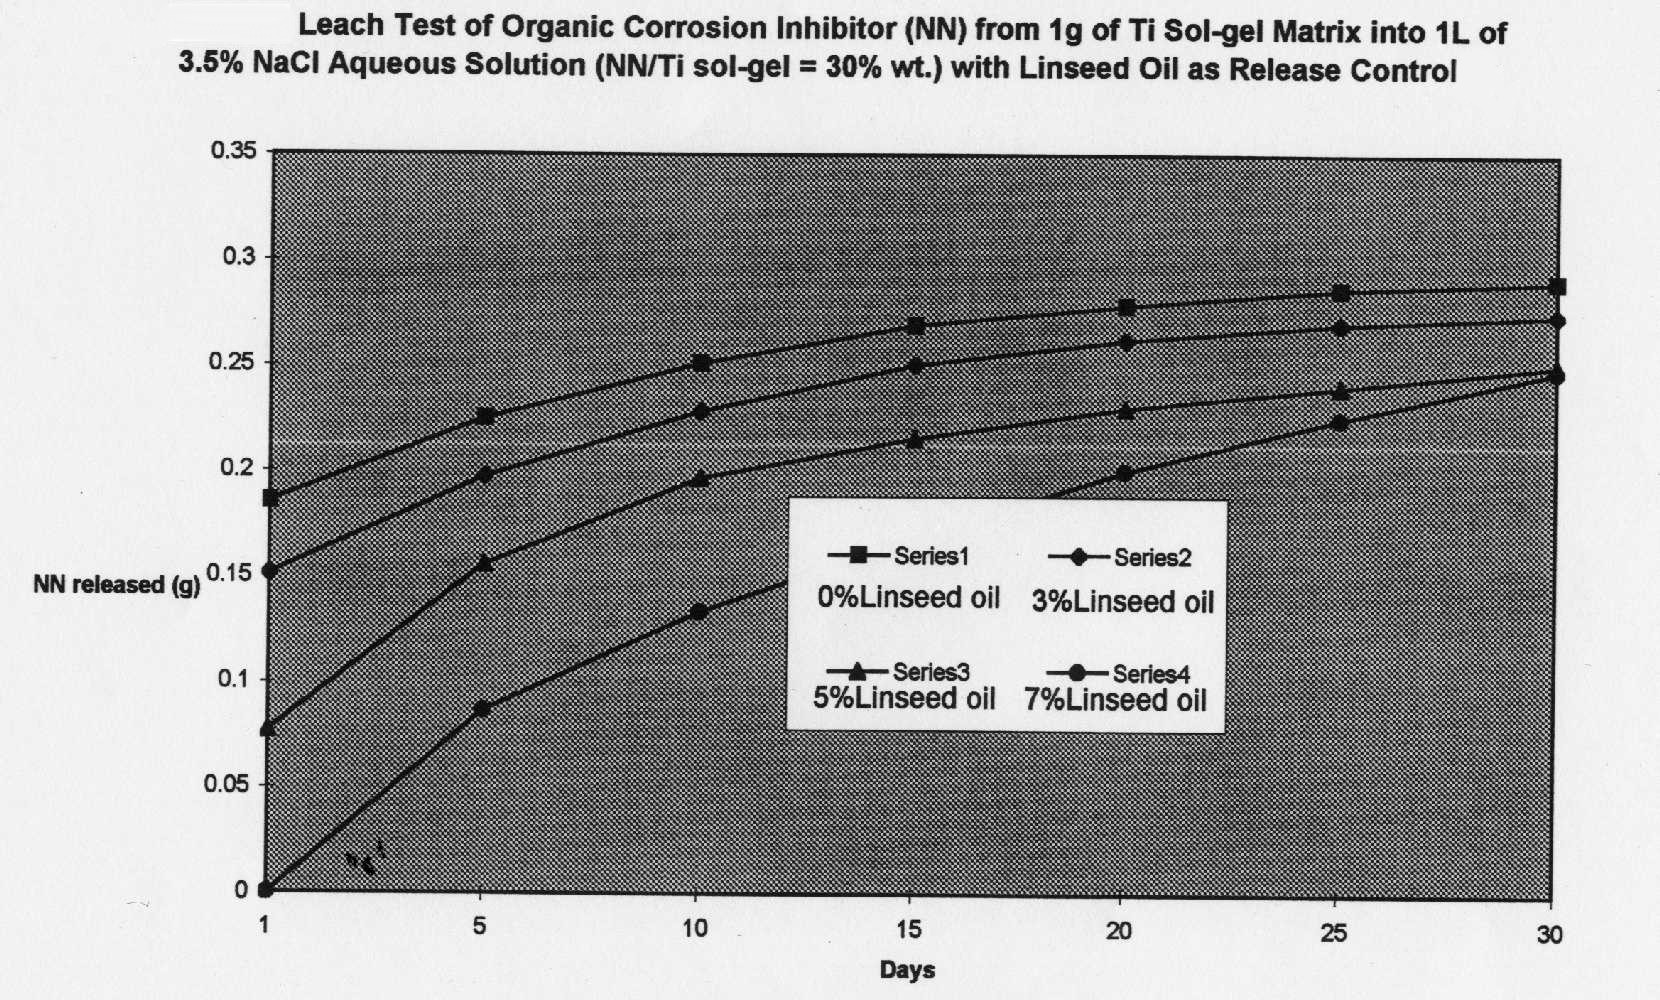 Leach Test of Organic Corrosion Inhibitor (NN) from 1g of Ti Sol-gel Matrix into 1L of
3.5% NaCl Aqueous Solution (NN/Ti sol-gel = 30% wt.) with Linseed Oil as Release Control
0.35
0.3
0.25
0.2
NN released (g) 0.15
0.1
0.05
0
Series1 Series2
0%Linseed oil 3%Linseed oil
Series3 Series4
5%Linseed oil 7%Linseed oil
1 5 10 15 20 25 30
Days